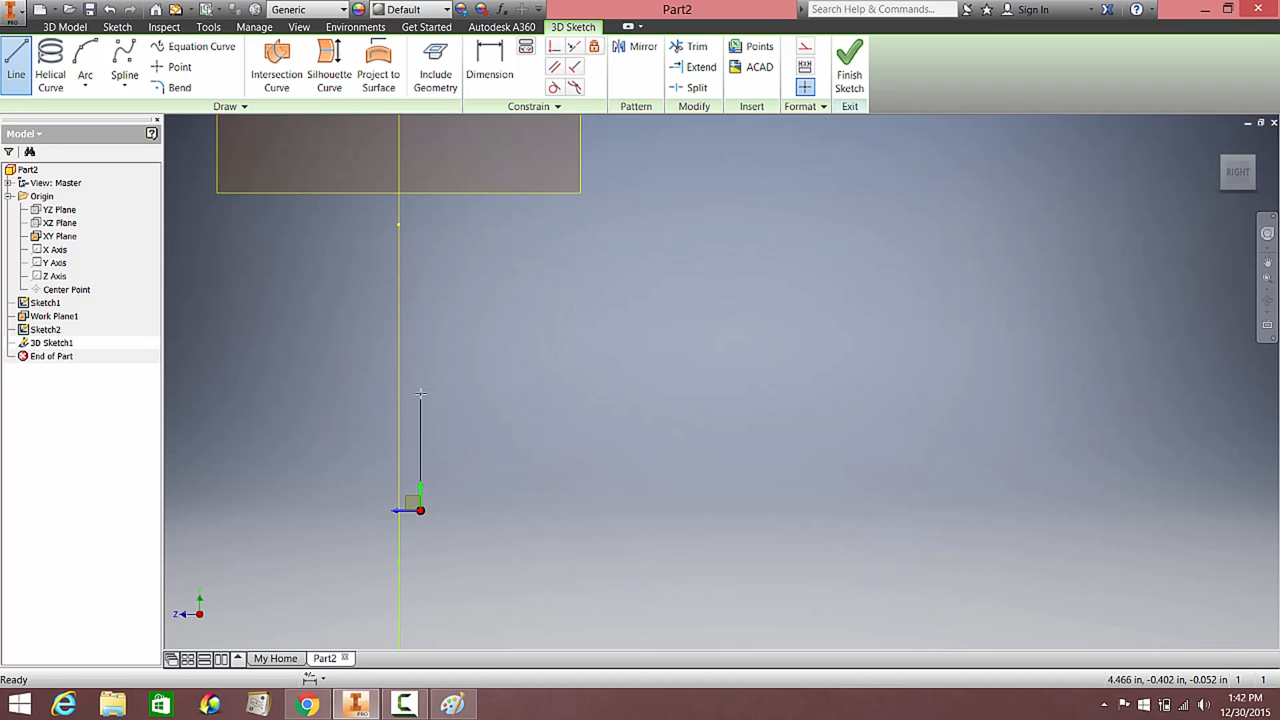 Generic
Default
Part2
Search Help & Commands...
Sign In
PRO
3D Model
Sketch
Inspect
Tools
Manage
View
Environments
Get Started
Autodesk A360
3D Sketch
Line
Helical
Curve
Arc
Spline
Equation Curve
Point
Bend
Intersection
Curve
Silhouette
Curve
Project to
Surface
Include
Geometry
Dimension
Mirror
Trim
Extend
Split
Points
ACAD
Finish
Sketch
Draw
Constrain
Pattern
Modify
Insert
Format
Exit
Model
Part2
View: Master
Origin
YZ Plane
XZ Plane
XY Plane
X Axis
Y Axis
Z Axis
Center Point
Sketch1
Work Plane1
Sketch2
3D Sketch1
End of Part
RIGHT
Z
My Home
Part2
Ready
4.466 in, -0.402 in, -0.052 in
1
1
1:42 PM
12/30/2015